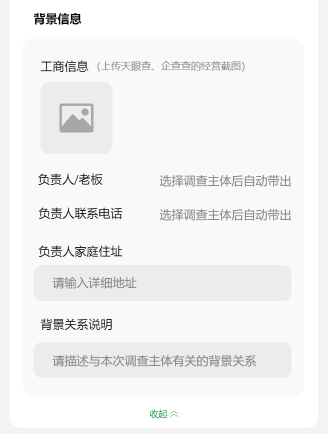 背景信息
工商信息 (上传天眼查、企查查的经营截图)
负责人/老板 选择调查主体后自动带出
负责人联系电话 选择调查主体后自动带出
负责人家庭住址
请输入详细地址
背景关系说明
请描述与本次调查主体有关的背景关系
收起